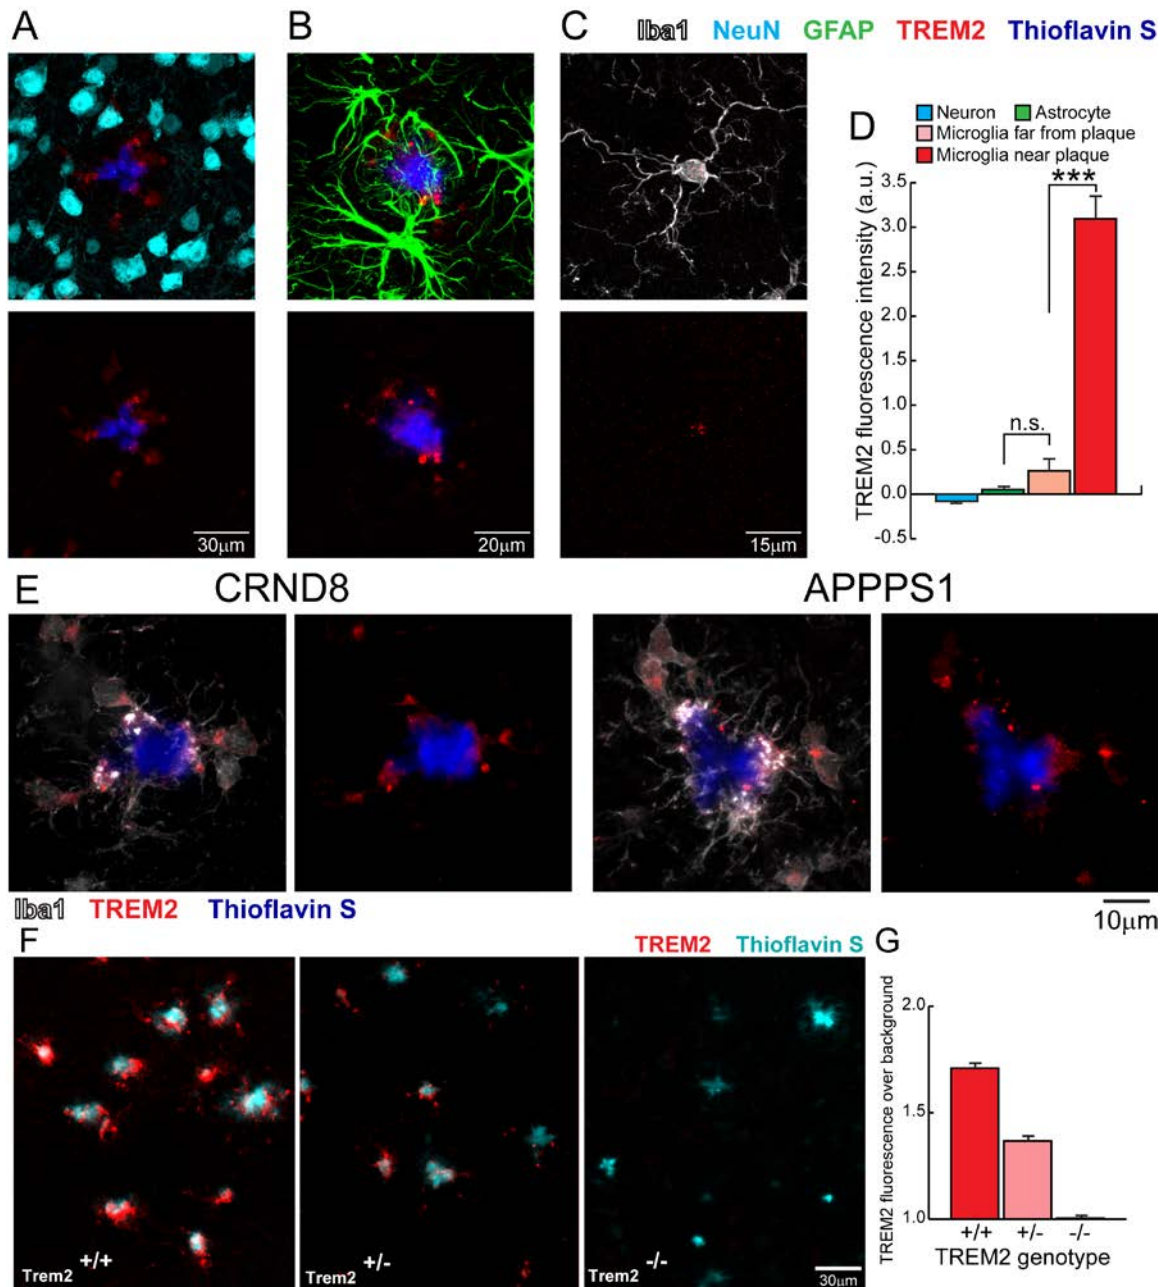 A
B
C
Iba1 NeuN GFAP TREM2 Thioflavin S
30μm
20μm
15μm
D
Neuron Astrocyte
Microglia far from plaque
Microglia near plaque
TREM2 fluorescence intensity (a.u.)
3.5
3.0
2.5
2.0
1.5
1.0
0.5
0.0
-0.5
n.s.
***
E
CRND8
APPPS1
10μm
Iba1 TREM2 Thioflavin S
F
TREM2 Thioflavin S
Trem2 +/+
Trem2 +/-
Trem2 -/-
30μm
G
TREM2 fluorescence over background
2.0
1.5
1.0
+/+ +/- -/-
TREM2 genotype